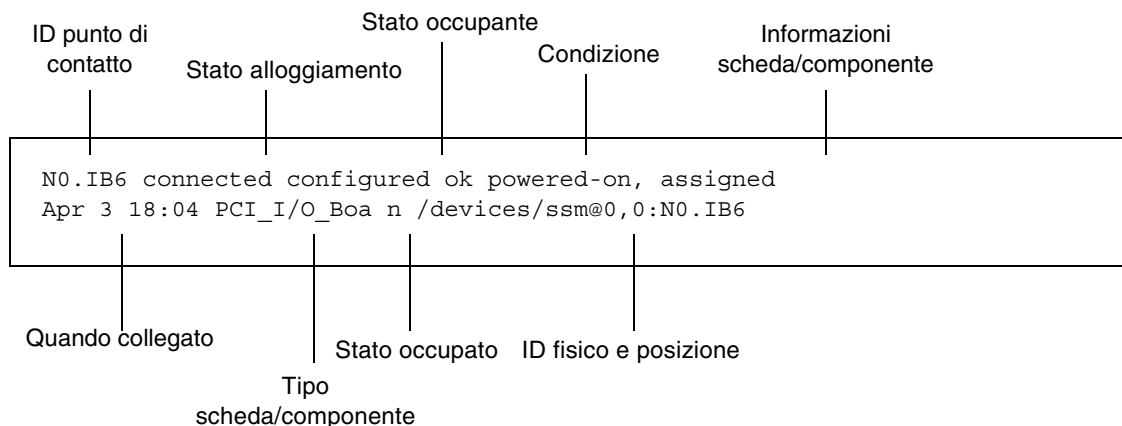 Stato occupante
ID punto di
contatto
Stato alloggiamento
Condizione
Informazioni
scheda/componente
N0.IB6 connected configured ok powered-on, assigned
Apr 3 18:04 PCI_I/O_Boa n /devices/ssm@0,0:N0.IB6
Quando collegato
Stato occupato
ID fisico e posizione
Tipo
scheda/componente